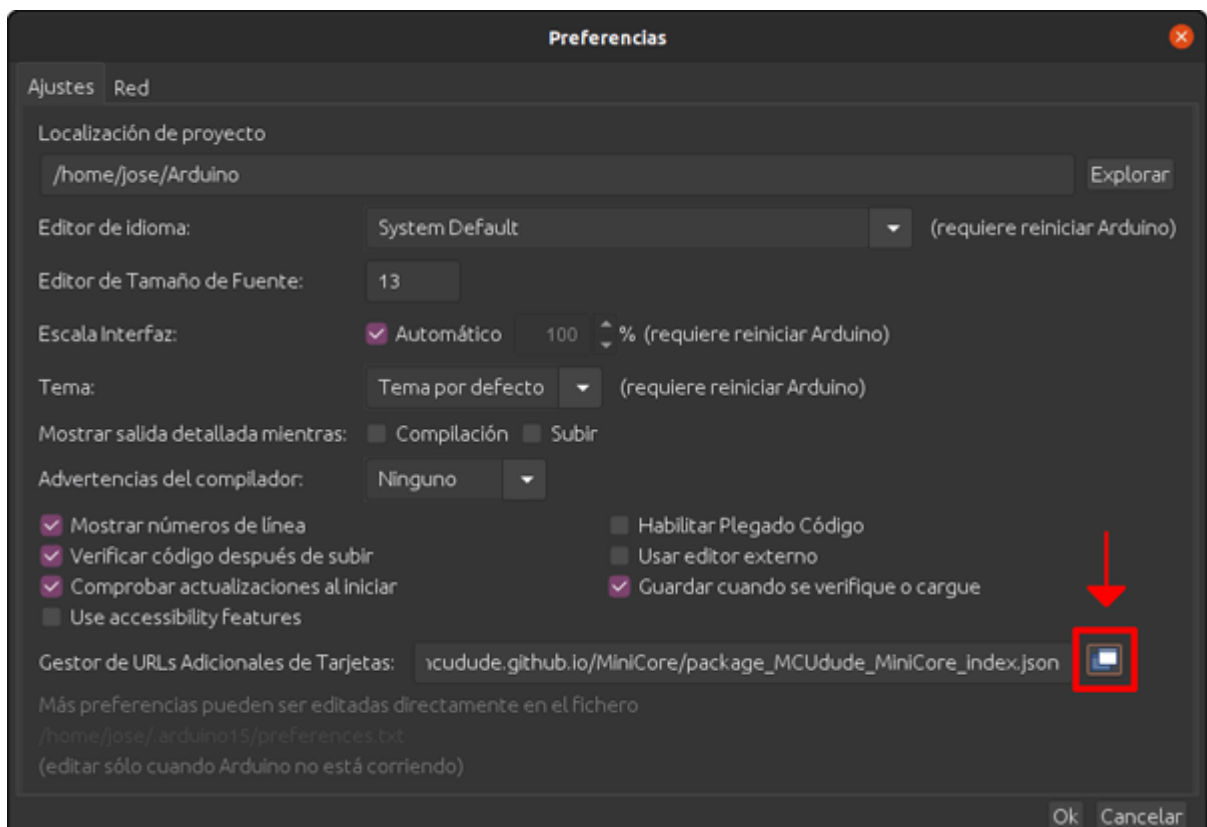 Preferencias
Ajustes Red
Localización de proyecto
/home/jose/Arduino Explorar
Editor de idioma: System Default (requiere reiniciar Arduino)
Editor de Tamaño de Fuente: 13
Escala Interfaz: Automático 100 % (requiere reiniciar Arduino)
Tema: Tema por defecto (requiere reiniciar Arduino)
Mostrar salida detallada mientras: Compilación Subir
Advertencias del compilador: Ninguno
Mostrar números de línea Habilitar Plegado Código
Verificar código después de subir Usar editor externo
Comprobar actualizaciones al iniciar Guardar cuando se verifique o cargue
Use accessibility features
Gestor de URLs Adicionales de Tarjetas: cudude.github.io/MiniCore/package_MCUdude_MiniCore_index.json
Más preferencias pueden ser editadas directamente en el fichero
/home/jose/.arduino15/preferences.txt
(editar sólo cuando Arduino no está corriendo)
Ok Cancelar